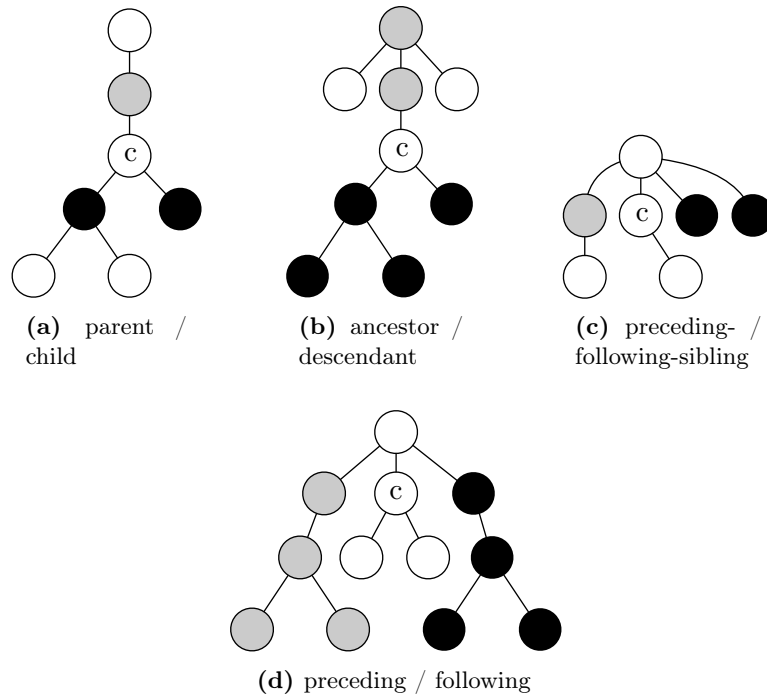 c
c
c
(a) parent /
child
(b) ancestor /
descendant
(c) preceding- /
following-sibling
c
(d) preceding / following